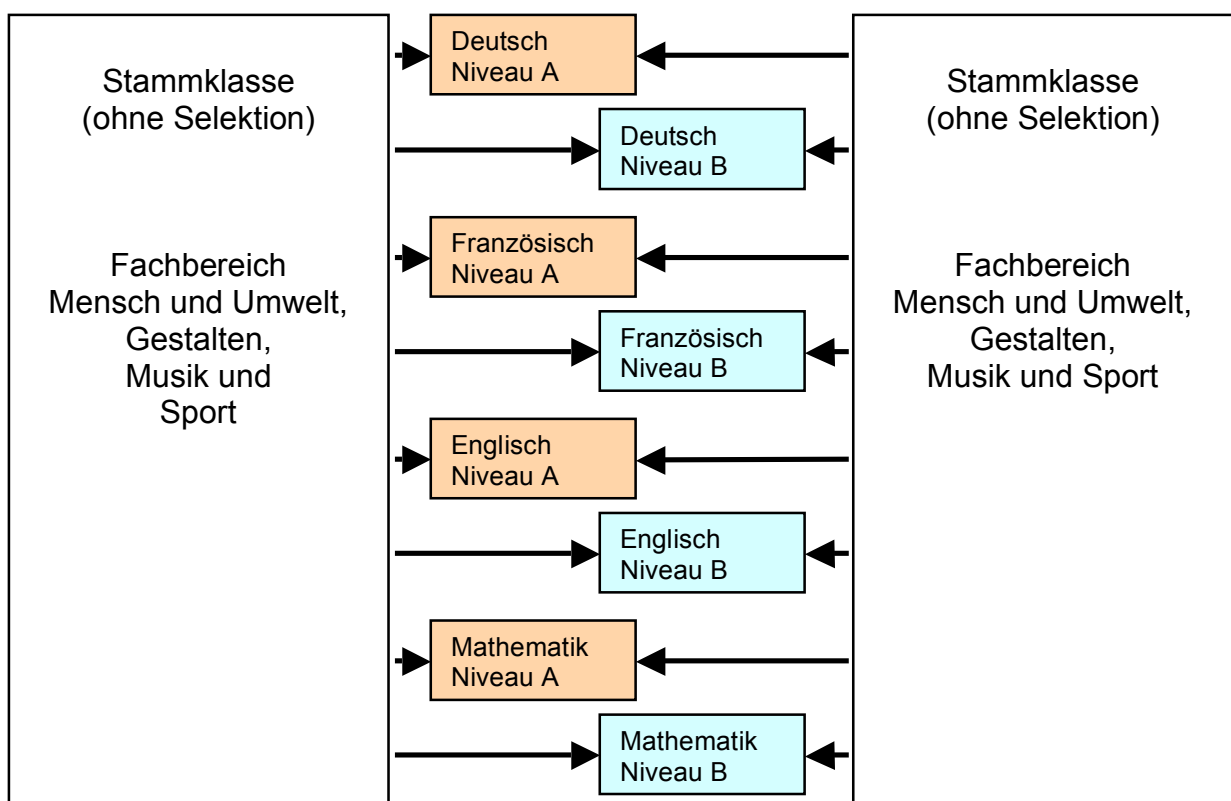 Stammklasse
(ohne Selektion)
Fachbereich
Mensch und Umwelt,
Gestalten,
Musik und
Sport
Deutsch
Niveau A
Deutsch
Niveau B
Französisch
Niveau A
Französisch
Niveau B
Englisch
Niveau A
Englisch
Niveau B
Mathematik
Niveau A
Mathematik
Niveau B
Stammklasse
(ohne Selektion)
Fachbereich
Mensch und Umwelt,
Gestalten,
Musik und Sport